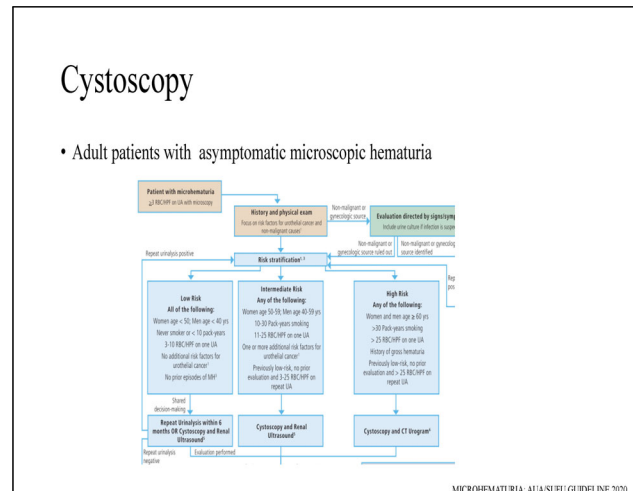 Cystoscopy
• Adult patients with asymptomatic microscopic hematuria
Patient with microhematuria
≥3 RBC/HPF on UA with microscopy
History and physical exam
Focus on risk factors for urothelial cancer and
non-malignant causes¹
Non-malignant or
gynecologic source
Evaluation directed by signs/symp
Include urine culture if infection is suspec
Non-malignant or
gynecologic source ruled out
Non-malignant or gynecolog
source identified
Repeat urinalysis positive
Risk stratification
Rep
pos
Low Risk
All of the following:
Women age < 50; Men age < 40 yrs
Never smoker or < 10 pack-years
3-10 RBC/HPF on one UA
No additional risk factors for
urothelial cancer
No prior episodes of MH
Intermediate Risk
Any of the following:
Women age 50-59; Men age 40-59 yrs
10-30 Pack-years smoking
11-25 RBC/HPF on one UA
One or more additional risk factors for
urothelial cancer
Previously low-risk, no prior
evaluation and 3-25 RBC/HPF on
repeat UA
High Risk
Any of the following:
Women and men age ≥ 60 yrs
>30 Pack-years smoking
> 25 RBC/HPF on one UA
History of gross hematuria
Previously low-risk, no prior
evaluation and > 25 RBC/HPF on
repeat UA
Shared
decision-making
Repeat Urinalysis within 6
months OR Cystoscopy and Renal
Ultrasound
Cystoscopy and Renal
Ultrasound
Cystoscopy and CT Urogram
Repeat urinalysis
negative
Evaluation performed
MICROHEMATURIA: AUA/SUFU GUIDELINE 2020